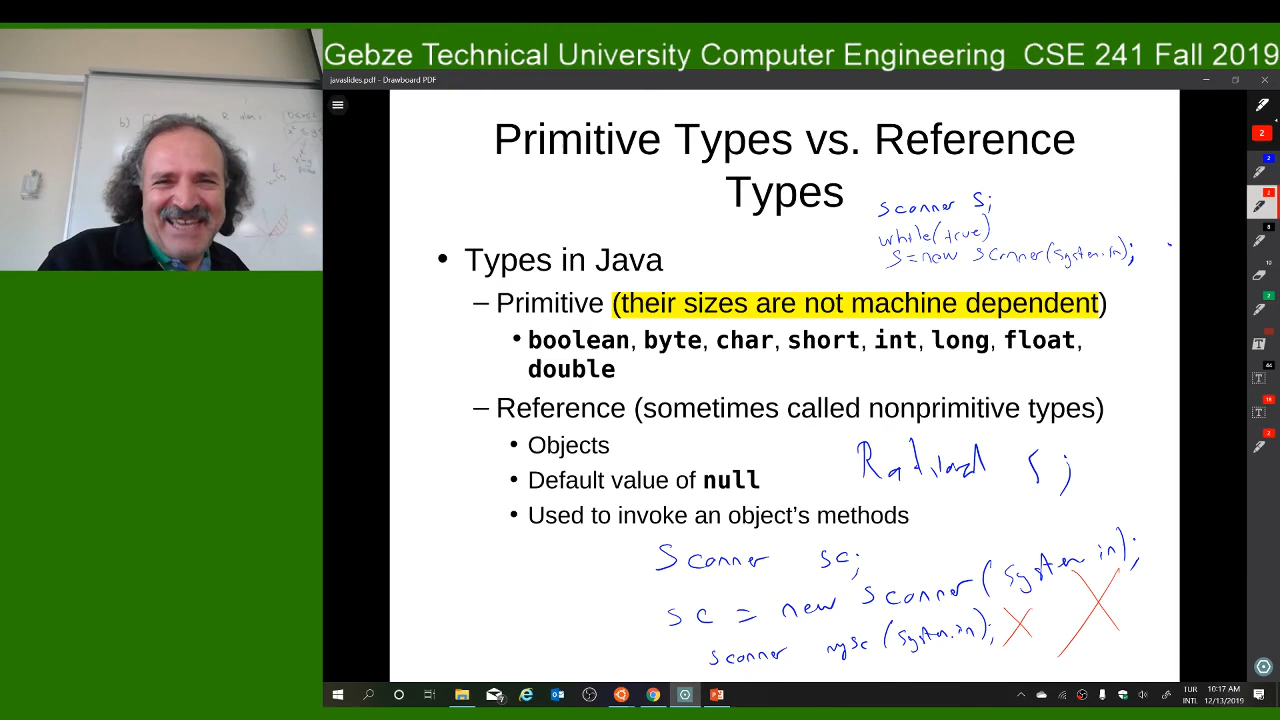 Gebze Technical University Computer Engineering CSE 241 Fall 2019
javaslides.pdf - Drawboard PDF
Primitive Types vs. Reference
Types
scanner s;
while(true)
s=new scanner(system.in);
• Types in Java
– Primitive (their sizes are not machine dependent)
• boolean, byte, char, short, int, long, float,
double
– Reference (sometimes called nonprimitive types)
• Objects
• Default value of null
• Used to invoke an object's methods
Scanner sc;
sc = new scanner(system.in);
scanner mysc(system.in);
TUR
INTL
10:17 AM
12/13/2019